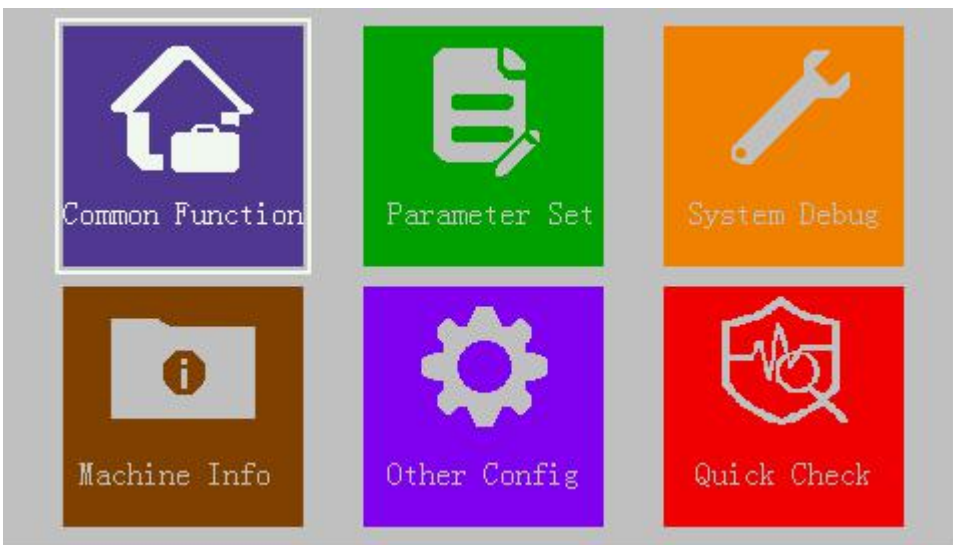 Common Function
Parameter Set
System Debug
Machine Info
Other Config
Quick Check